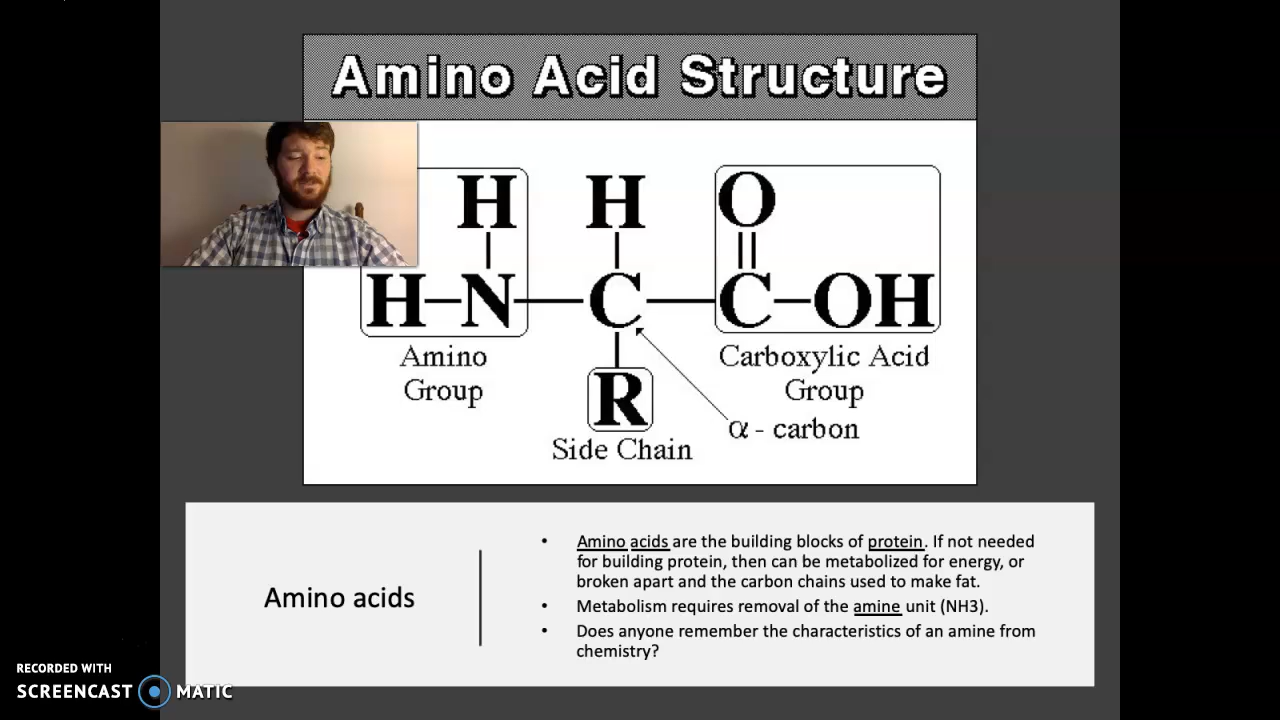 Amino Acid Structure
H H O
H–N–C–C–OH
Amino
Group
R
Side Chain
Carboxylic Acid
Group
α - carbon
Amino acids
• Amino acids are the building blocks of protein. If not needed
for building protein, then can be metabolized for energy, or
broken apart and the carbon chains used to make fat.
• Metabolism requires removal of the amine unit (NH3).
• Does anyone remember the characteristics of an amine from
chemistry?
RECORDED WITH
SCREENCAST MATIC